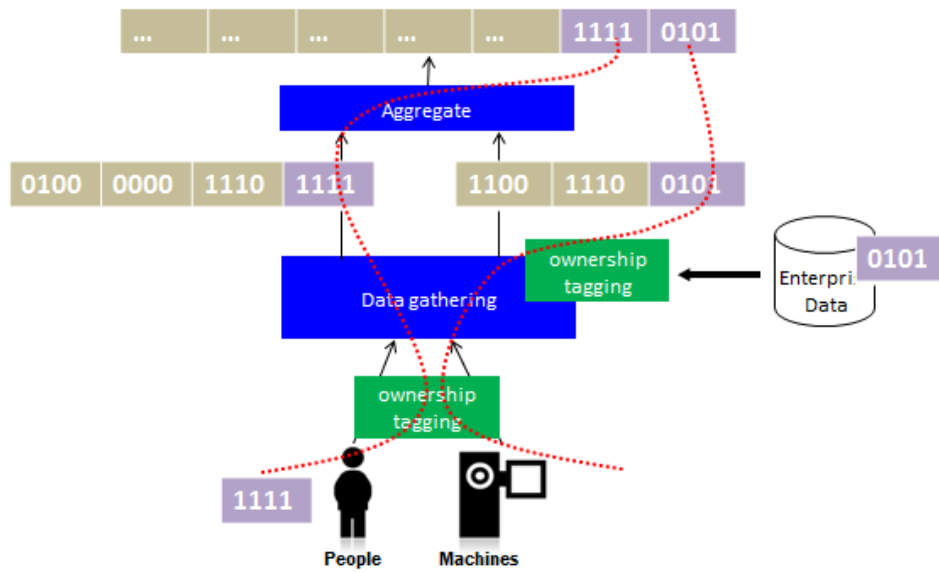 ... ... ... ... ... 1111 0101
Aggregate
0100 0000 1110 1111 1100 1110 0101
ownership
tagging
0101
Enterpri
Data
Data gathering
ownership
tagging
1111
People Machines